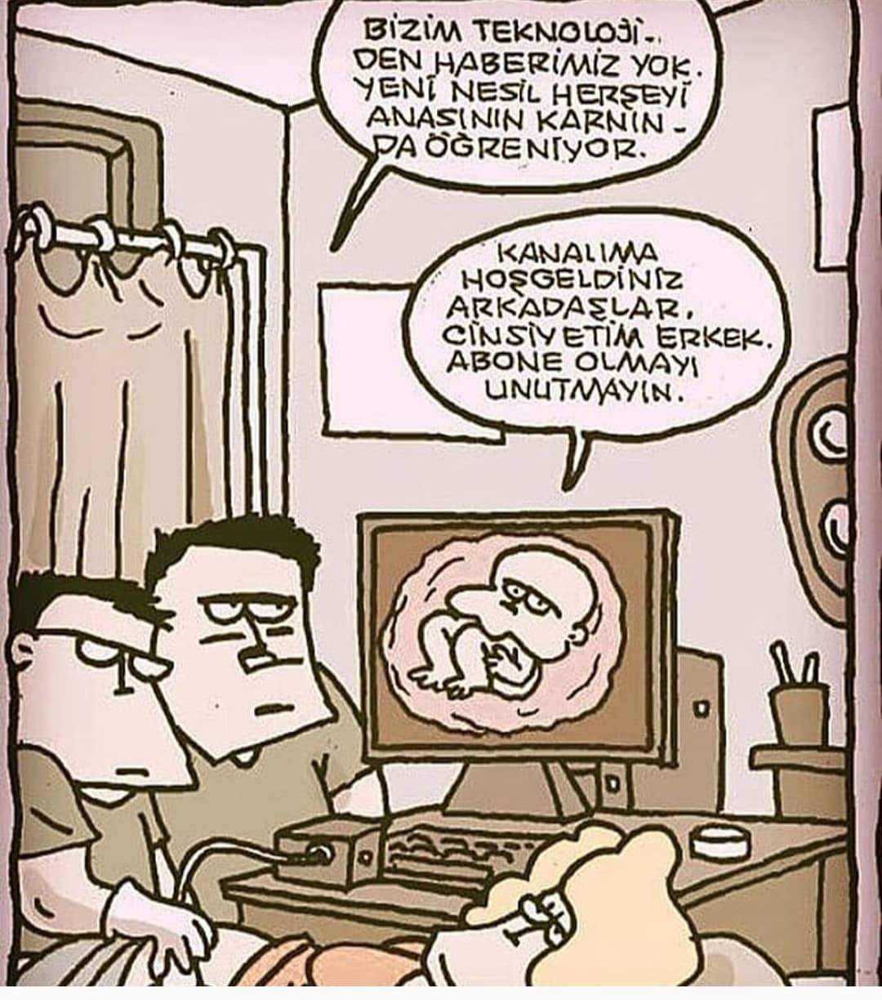 BİZİM TEKNOLOJİ-
DEN HABERİMİZ YOK.
YENİ NESİL HERŞEYİ
ANASININ KARNIN-
DA ÖĞRENİYOR.
KANALIMA
HOŞGELDİNİZ
ARKADAŞLAR.
CİNSİYETİM ERKEK.
ABONE OLMAYI
UNUTMAYIN.